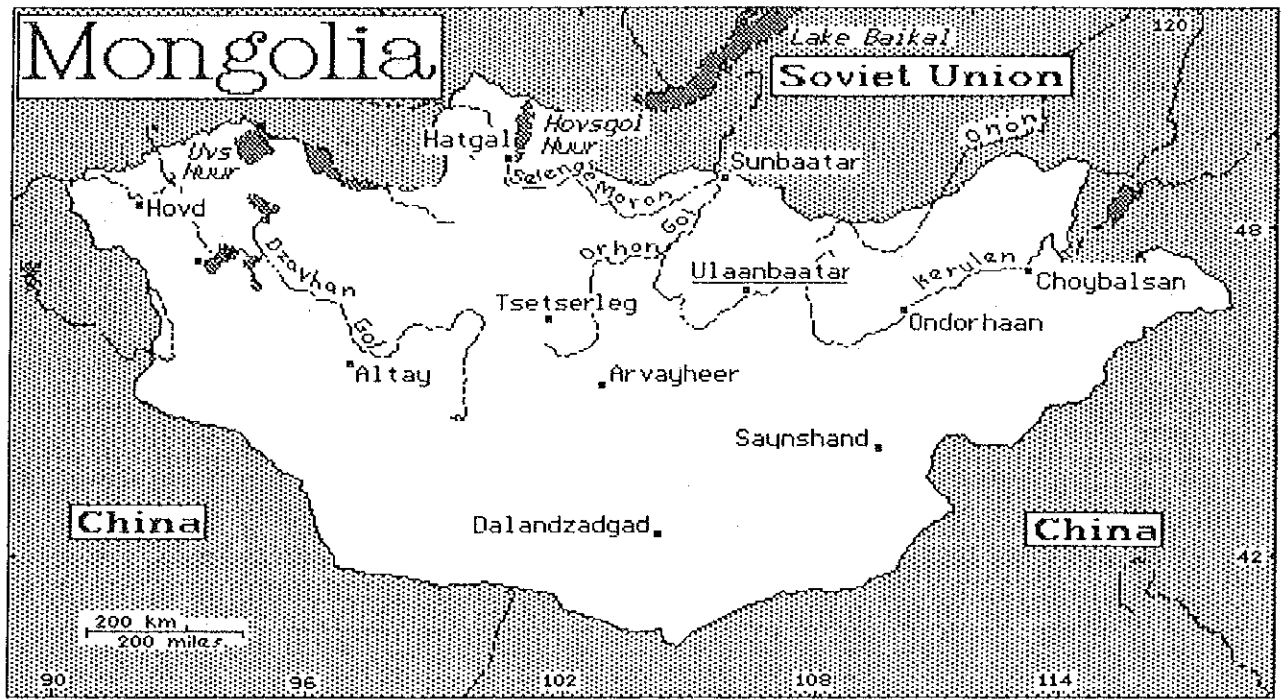 Mongolia
120
Lake Baikal
Soviet Union
Onon
Hovsgol
Nuur
Hatgal
Uvs
Nuur
Selenge Moron
Sunbaatar
Hovd
48
Orhon Gol
Dzavhan Gol
Kerulen
Ulaanbaatar
Choybalsan
Tsetserleg
Ondorhaan
Altay
Arvayheer
Saynshand
China
Dalandzadgad
China
42
200 km
200 miles
90
96
102
108
114